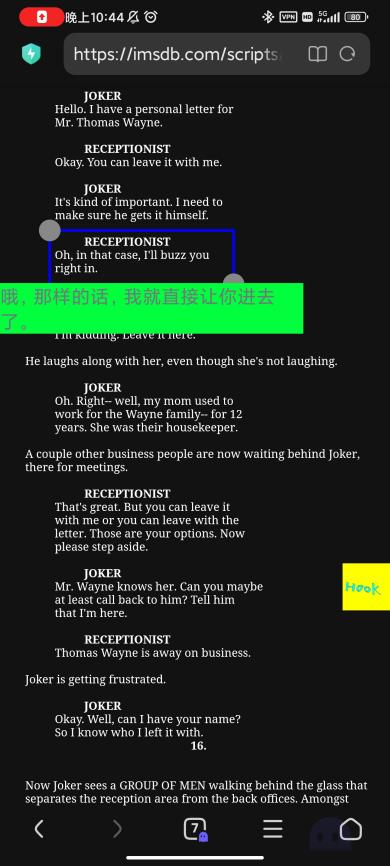 晚上10:44
VPN HD 5G 80
https://imsdb.com/scripts
JOKER
Hello. I have a personal letter for
Mr. Thomas Wayne.
RECEPTIONIST
Okay. You can leave it with me.
JOKER
It's kind of important. I need to
make sure he gets it himself.
RECEPTIONIST
Oh, in that case, I'll buzz you
right in.
哦，那样的话，我就直接让你进去
了。
I'm kidding. Leave it here.
He laughs along with her, even though she's not laughing.
JOKER
Oh. Right-- well, my mom used to
work for the Wayne family-- for 12
years. She was their housekeeper.
A couple other business people are now waiting behind Joker,
there for meetings.
RECEPTIONIST
That's great. But you can leave it
with me or you can leave with the
letter. Those are your options. Now
please step aside.
JOKER
Mr. Wayne knows her. Can you maybe
at least call back to him? Tell him
that I'm here.
Hook
RECEPTIONIST
Thomas Wayne is away on business.
Joker is getting frustrated.
JOKER
Okay. Well, can I have your name?
So I know who I left it with.
16.
Now Joker sees a GROUP OF MEN walking behind the glass that
separates the reception area from the back offices. Amongst
7